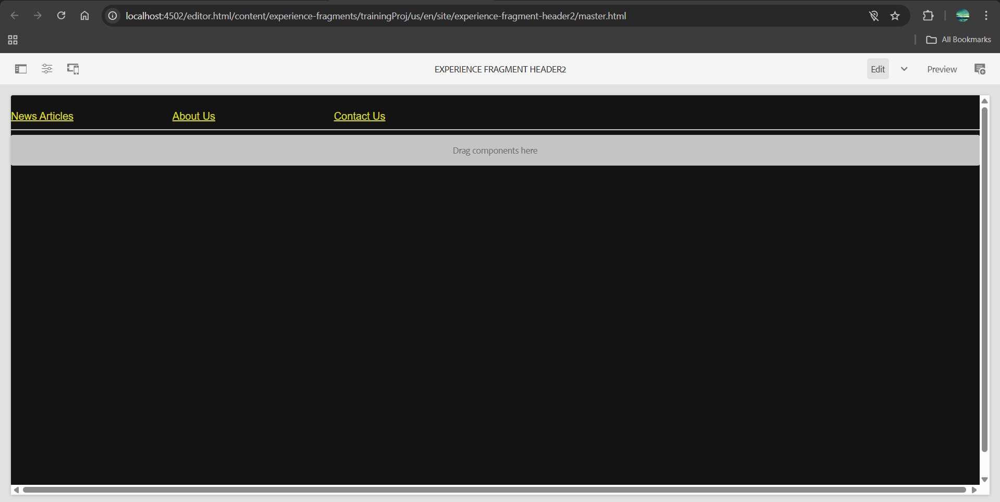 localhost:4502/editor.html/content/experience-fragments/trainingProj/us/en/site/experience-fragment-header2/master.html
All Bookmarks
EXPERIENCE FRAGMENT HEADER2
Edit
Preview
News Articles
About Us
Contact Us
Drag components here